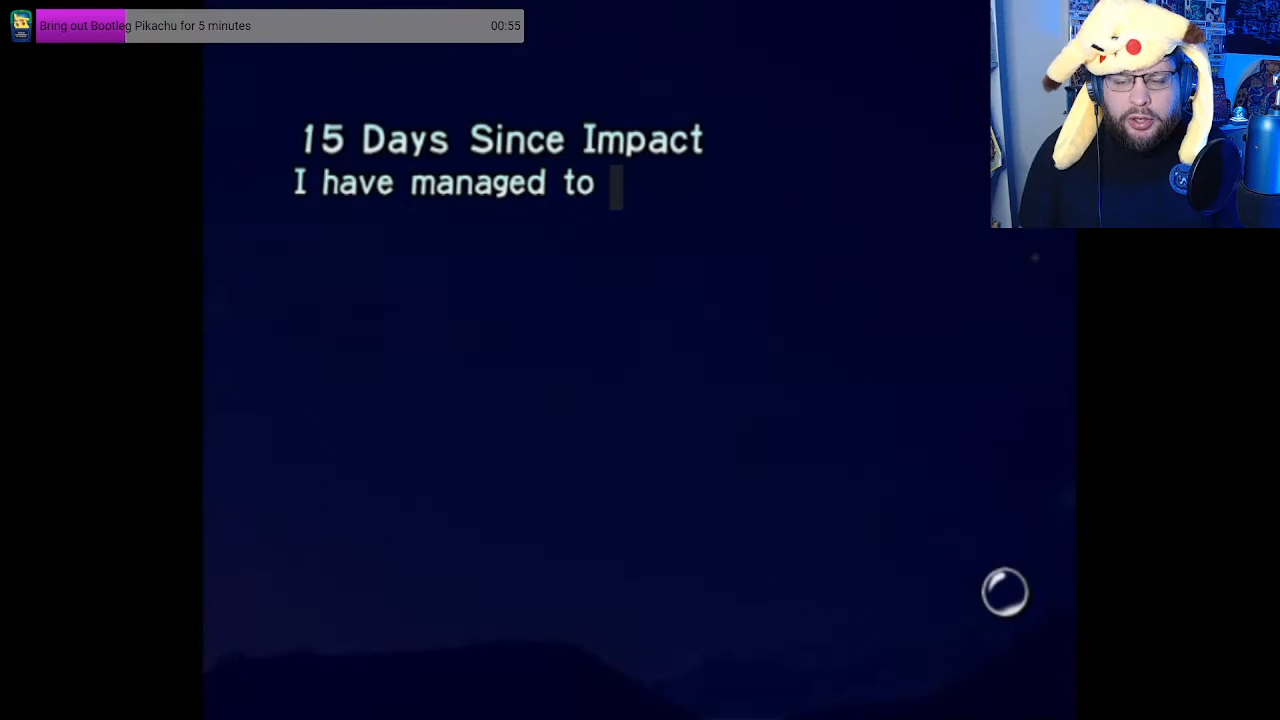 Bring out Bootleg Pikachu for 5 minutes 00:55
15 Days Since Impact
I have managed to